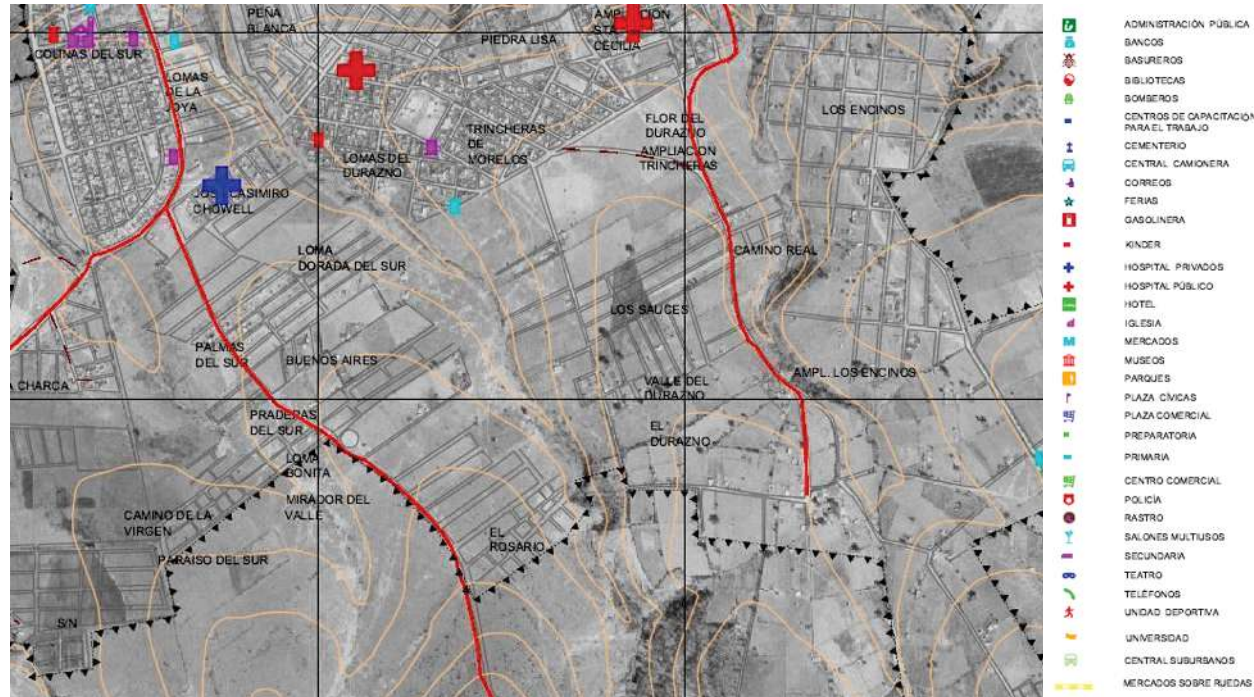 PEÑA
BLANCA
PIEDRA LISA
AMPLIACIÓN
STA
CECILIA
COLINAS DEL SUR
LOMAS
DE LA
JOYA
LOS ENCINOS
FLOR DEL
DURAZNO
TRINCHERAS
DE
MORELOS
LOMAS DEL
DURAZNO
AMPLIACION
TRINCHERAS
CASIMIRO
CHOWELL
LOMA
DORADA DEL SUR
CAMINO REAL
LOS SAUCES
PALMAS
DEL SUR
BUENOS AIRES
CHARCA
VALLE DEL
DURAZNO
AMPL. LOS ENCINOS
PRADERAS
DEL SUR
EL
DURAZNO
LOMA
BONITA
MIRADOR DEL
VALLE
CAMINO DE LA
VIRGEN
PARAISO DEL SUR
EL
ROSARIO
S/N
ADMINISTRACIÓN PÚBLICA
BANCOS
BASUREROS
BIBLIOTECAS
BOMBEROS
CENTROS DE CAPACITACIÓN
PARA EL TRABAJO
CEMENTERIO
CENTRAL CAMIONERA
CORREOS
FERIAS
GASOLINERA
KINDER
HOSPITAL PRIVADOS
HOSPITAL PÚBLICO
HOTEL
IGLESIA
MERCADOS
MUSEOS
PARQUES
PLAZA CÍVICAS
PLAZA COMERCIAL
PREPARATORIA
PRIMARIA
CENTRO COMERCIAL
POLICÍA
RASTRO
SALONES MULTIUSOS
SECUNDARIA
TEATRO
TELÉFONOS
UNIDAD DEPORTIVA
UNIVERSIDAD
CENTRAL SUBURBANOS
MERCADOS SOBRE RUEDAS